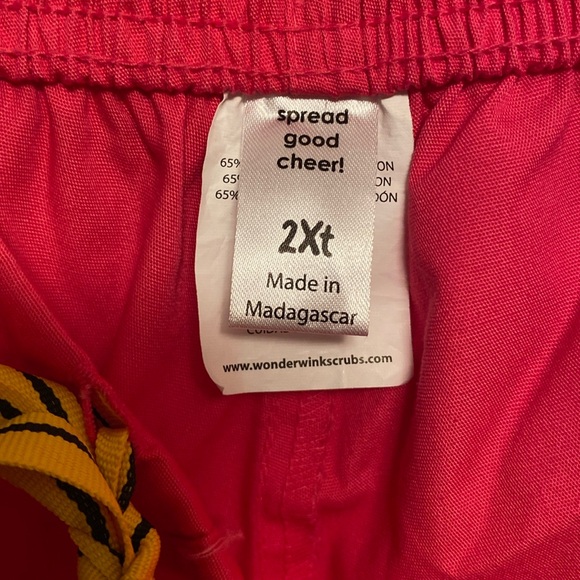 spread
good
cheer!
65% ON
65% ON
65% DÓN
2Xt
Made in
Madagascar
www.wonderwinkscrubs.com